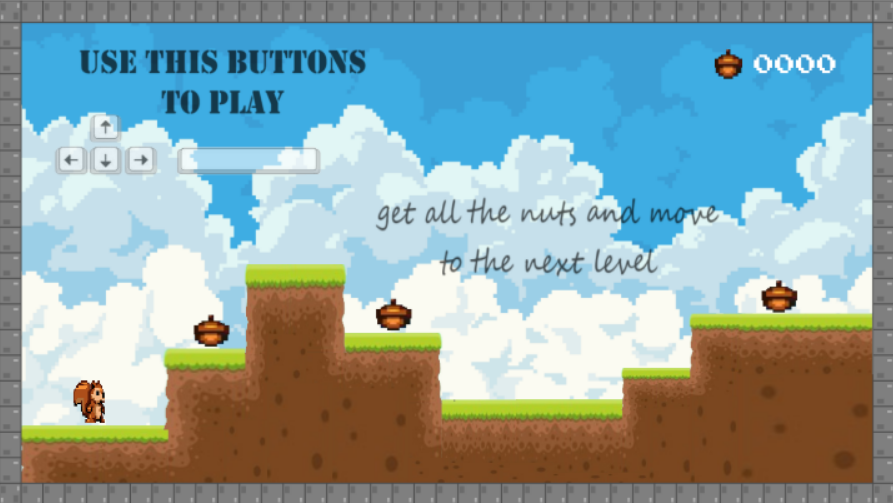 USE THIS BUTTONS
TO PLAY
0000
get all the nuts and move
to the next level